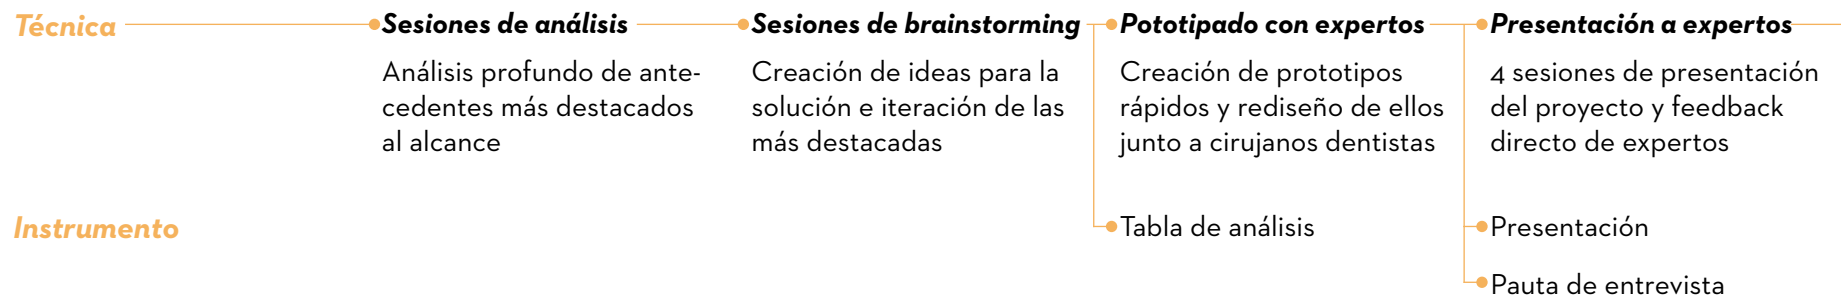 Técnica
Sesiones de análisis
Análisis profundo de ante-
cedentes más destacados
al alcance
Sesiones de brainstorming
Creación de ideas para la
solución e iteración de las
más destacadas
Pototipado con expertos
Creación de prototipos
rápidos y rediseño de ellos
junto a cirujanos dentistas
Presentación a expertos
4 sesiones de presentación
del proyecto y feedback
directo de expertos
Instrumento
Tabla de análisis
Presentación
Pauta de entrevista